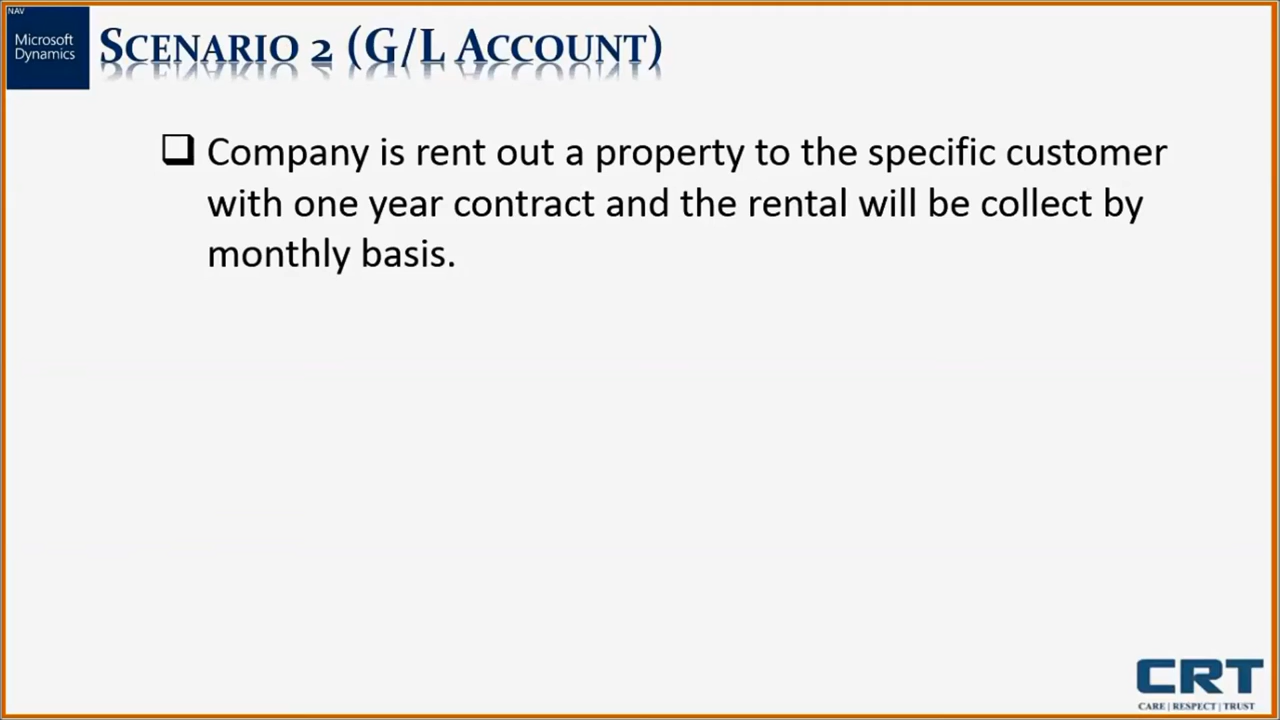 NAV
Microsoft
Dynamics
SCENARIO 2 (G/L ACCOUNT)
Company is rent out a property to the specific customer
with one year contract and the rental will be collect by
monthly basis.
CRT
CARE | RESPECT | TRUST